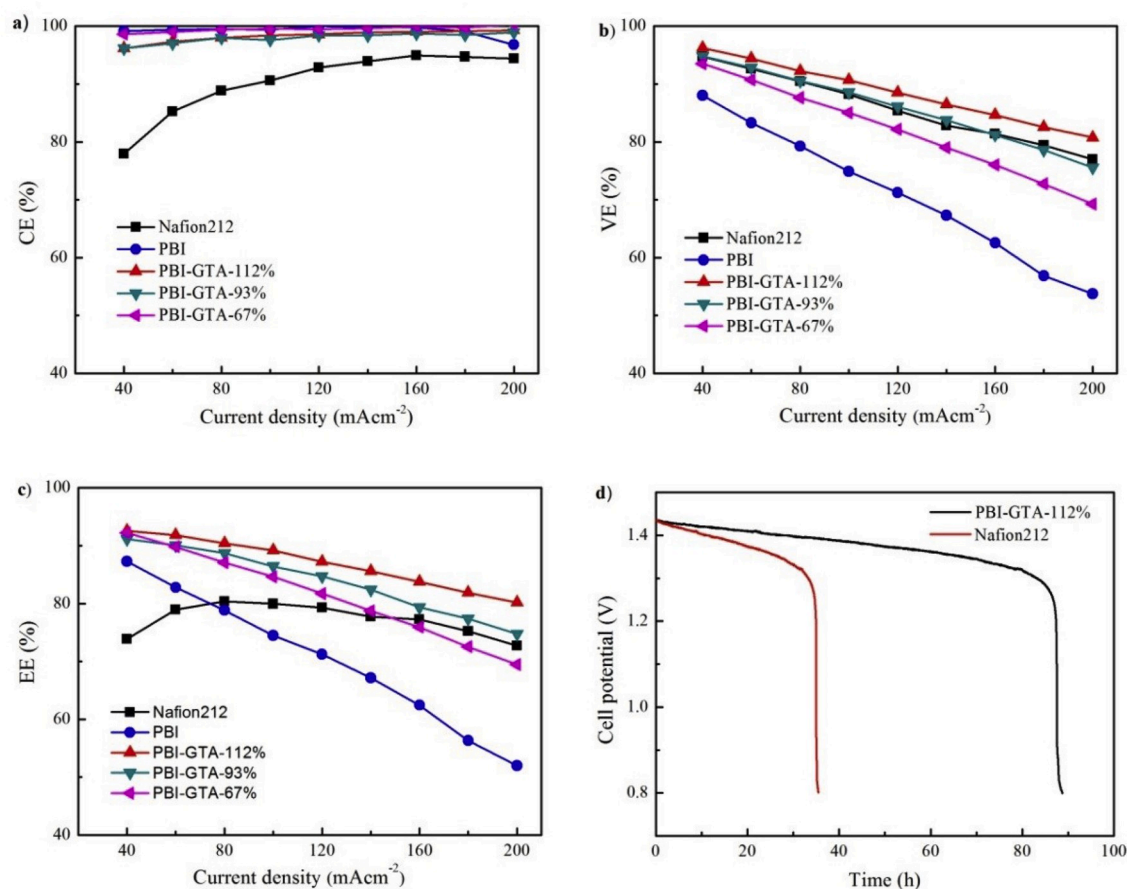 a)
100
80
60
40
CE (%)
Nafion212
PBI
PBI-GTA-112%
PBI-GTA-93%
PBI-GTA-67%
40 80 120 160 200
Current density (mAcm⁻²)
b)
100
80
60
40
VE (%)
Nafion212
PBI
PBI-GTA-112%
PBI-GTA-93%
PBI-GTA-67%
40 80 120 160 200
Current density (mAcm⁻²)
c)
100
80
60
40
EE (%)
Nafion212
PBI
PBI-GTA-112%
PBI-GTA-93%
PBI-GTA-67%
40 80 120 160 200
Current density (mAcm⁻²)
d)
1.4
1.2
1.0
0.8
Cell potential (V)
PBI-GTA-112%
Nafion212
0 20 40 60 80 100
Time (h)